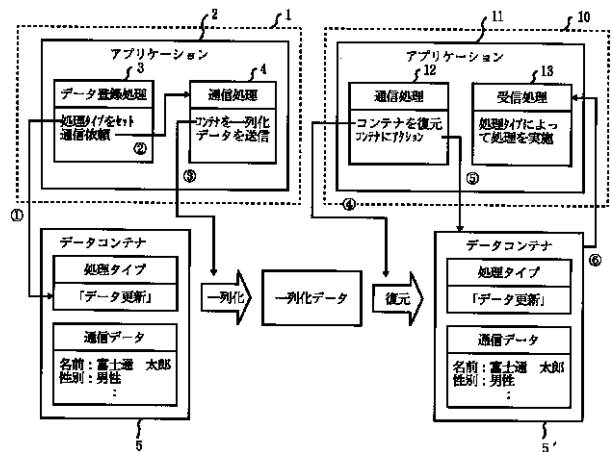 2
1
アプリケーション
3
4
データ登録処理
処理タイプをセット
通信依頼
②
通信処理
コンテナを一列化
データを送信
③
①
11
10
アプリケーション
12
13
通信処理
コンテナを復元
コンテナにアクション
受信処理
処理タイプによっ
て処理を実施
⑤
④
⑥
データコンテナ
処理タイプ
「データ更新」
通信データ
名前:富士通 太郎
性別:男性
:
5
一列化
一列化データ
復元
データコンテナ
処理タイプ
「データ更新」
通信データ
名前:富士通 太郎
性別:男性
:
5´